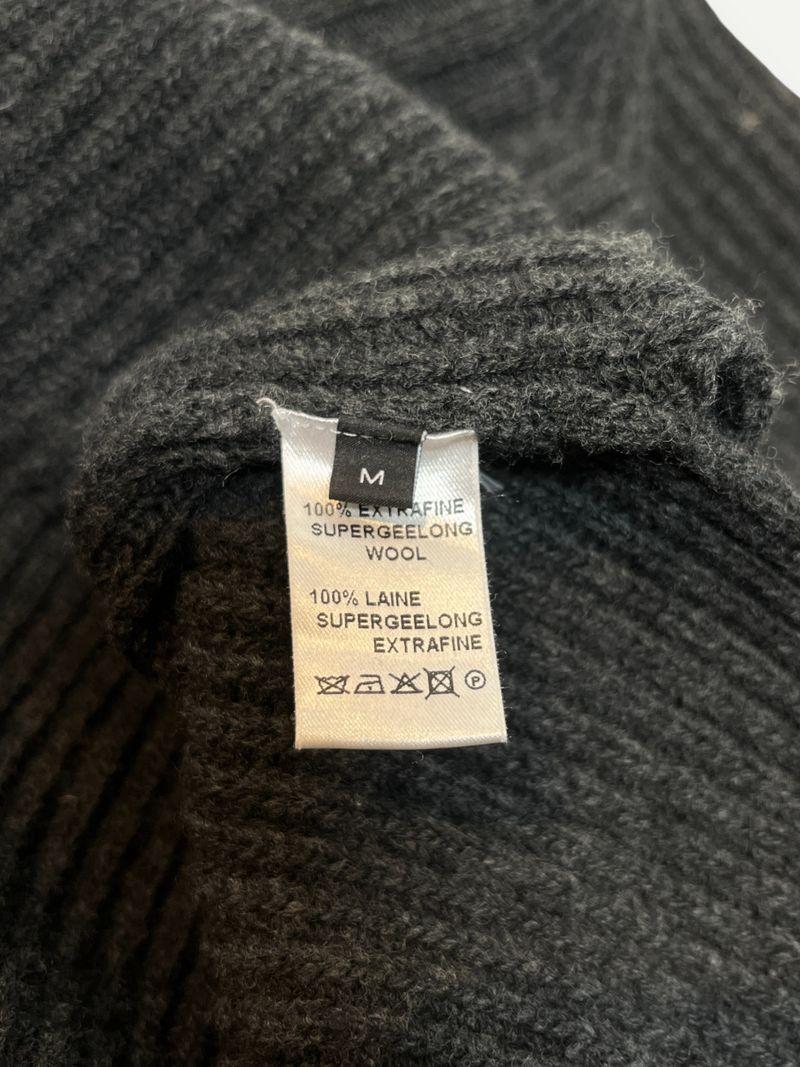 M
100% EXTRAFINE
SUPERGEELONG
WOOL
100% LAINE
SUPERGEELONG
EXTRAFINE
P